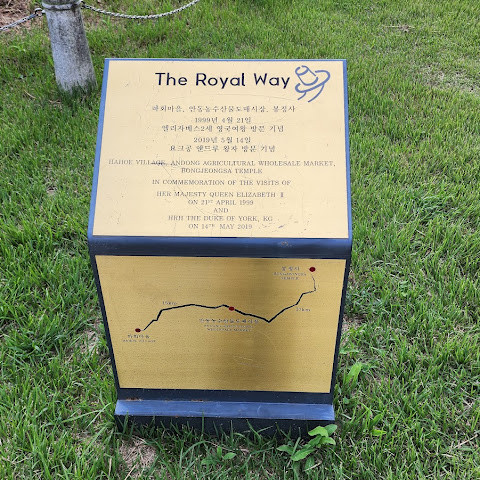 The Royal Way
하회마을, 안동농수산물도매시장, 봉정사
1999년 4월 21일
엘리자베스2세 영국여왕 방문 기념
2019년 5월 14일
요크공 앤드루 왕자 방문 기념
HAHOE VILLAGE, ANDONG AGRICULTURAL WHOLESALE MARKET,
BONGJEONGSA TEMPLE
IN COMMEMORATION OF THE VISITS OF
HER MAJESTY QUEEN ELIZABETH Ⅱ
ON 21ST APRIL 1999
AND
HRH THE DUKE OF YORK, KG
ON 14TH MAY 2019
봉정사
하회마을